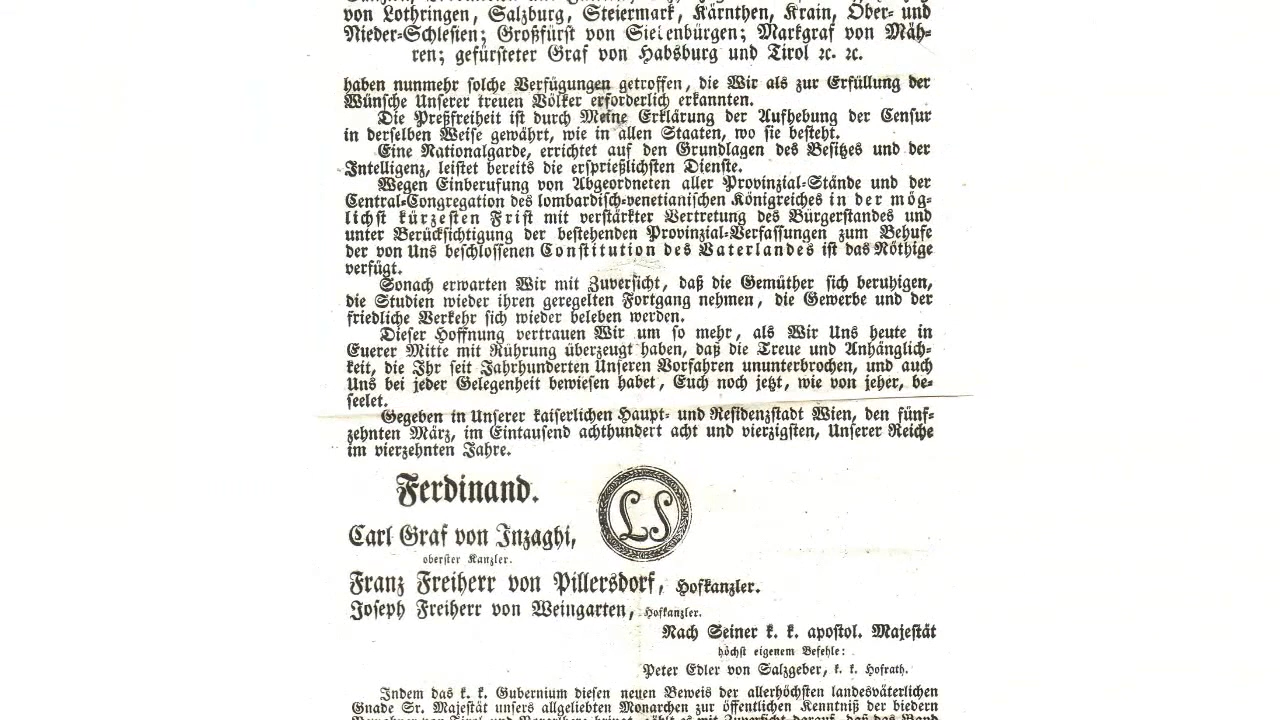 von Lothringen, Salzburg, Steiermark, Kärnthen, Krain, Ober- und
Nieder-Schlesien; Großfürst von Siebenbürgen; Markgraf von Mäh-
ren; gefürsteter Graf von Habsburg und Tirol ꝛc. ꝛc.
haben nunmehr solche Verfügungen getroffen, die Wir als zur Erfüllung der
Wünsche Unserer treuen Völker erforderlich erkannten.
Die Preßfreiheit ist durch Meine Erklärung der Aufhebung der Censur
in derselben Weise gewährt, wie in allen Staaten, wo sie besteht.
Eine Nationalgarde, errichtet auf den Grundlagen des Besitzes und der
Intelligenz, leistet bereits die ersprießlichsten Dienste.
Wegen Einberufung von Abgeordneten aller Provinzial-Stände und der
Central-Congregation des lombardisch-venetianischen Königreiches in der mög-
lichst kürzesten Frist mit verstärkter Vertretung des Bürgerstandes und
unter Berücksichtigung der bestehenden Provinzial-Verfassungen zum Behufe
der von Uns beschlossenen Constitution des Vaterlandes ist das Nöthige
verfügt.
Sonach erwarten Wir mit Zuversicht, daß die Gemüther sich beruhigen,
die Studien wieder ihren geregelten Fortgang nehmen, die Gewerbe und der
friedliche Verkehr sich wieder beleben werden.
Dieser Hoffnung vertrauen Wir um so mehr, als Wir Uns heute in
Euerer Mitte mit Rührung überzeugt haben, daß die Treue und Anhänglich-
keit, die Ihr seit Jahrhunderten Unseren Vorfahren ununterbrochen, und auch
Uns bei jeder Gelegenheit bewiesen habet, Euch noch jetzt, wie von jeher, be-
seelet.
Gegeben in Unserer kaiserlichen Haupt- und Residenzstadt Wien, den fünf-
zehnten März, im Eintausend achthundert acht und vierzigsten, Unserer Reiche
im vierzehnten Jahre.
Ferdinand.
LS
Carl Graf von Inzaghi,
oberster Kanzler.
Franz Freiherr von Pillersdorf, Hofkanzler.
Joseph Freiherr von Weingarten, Hofkanzler.
Nach Seiner k. k. apostol. Majestät
höchst eigenem Befehle:
Peter Edler von Salzgeber, k. k. Hofrath.
Indem das k. k. Gubernium diesen neuen Beweis der allerhöchsten landesväterlichen
Gnade Sr. Majestät unsers allgeliebten Monarchen zur öffentlichen Kenntniß der biedern